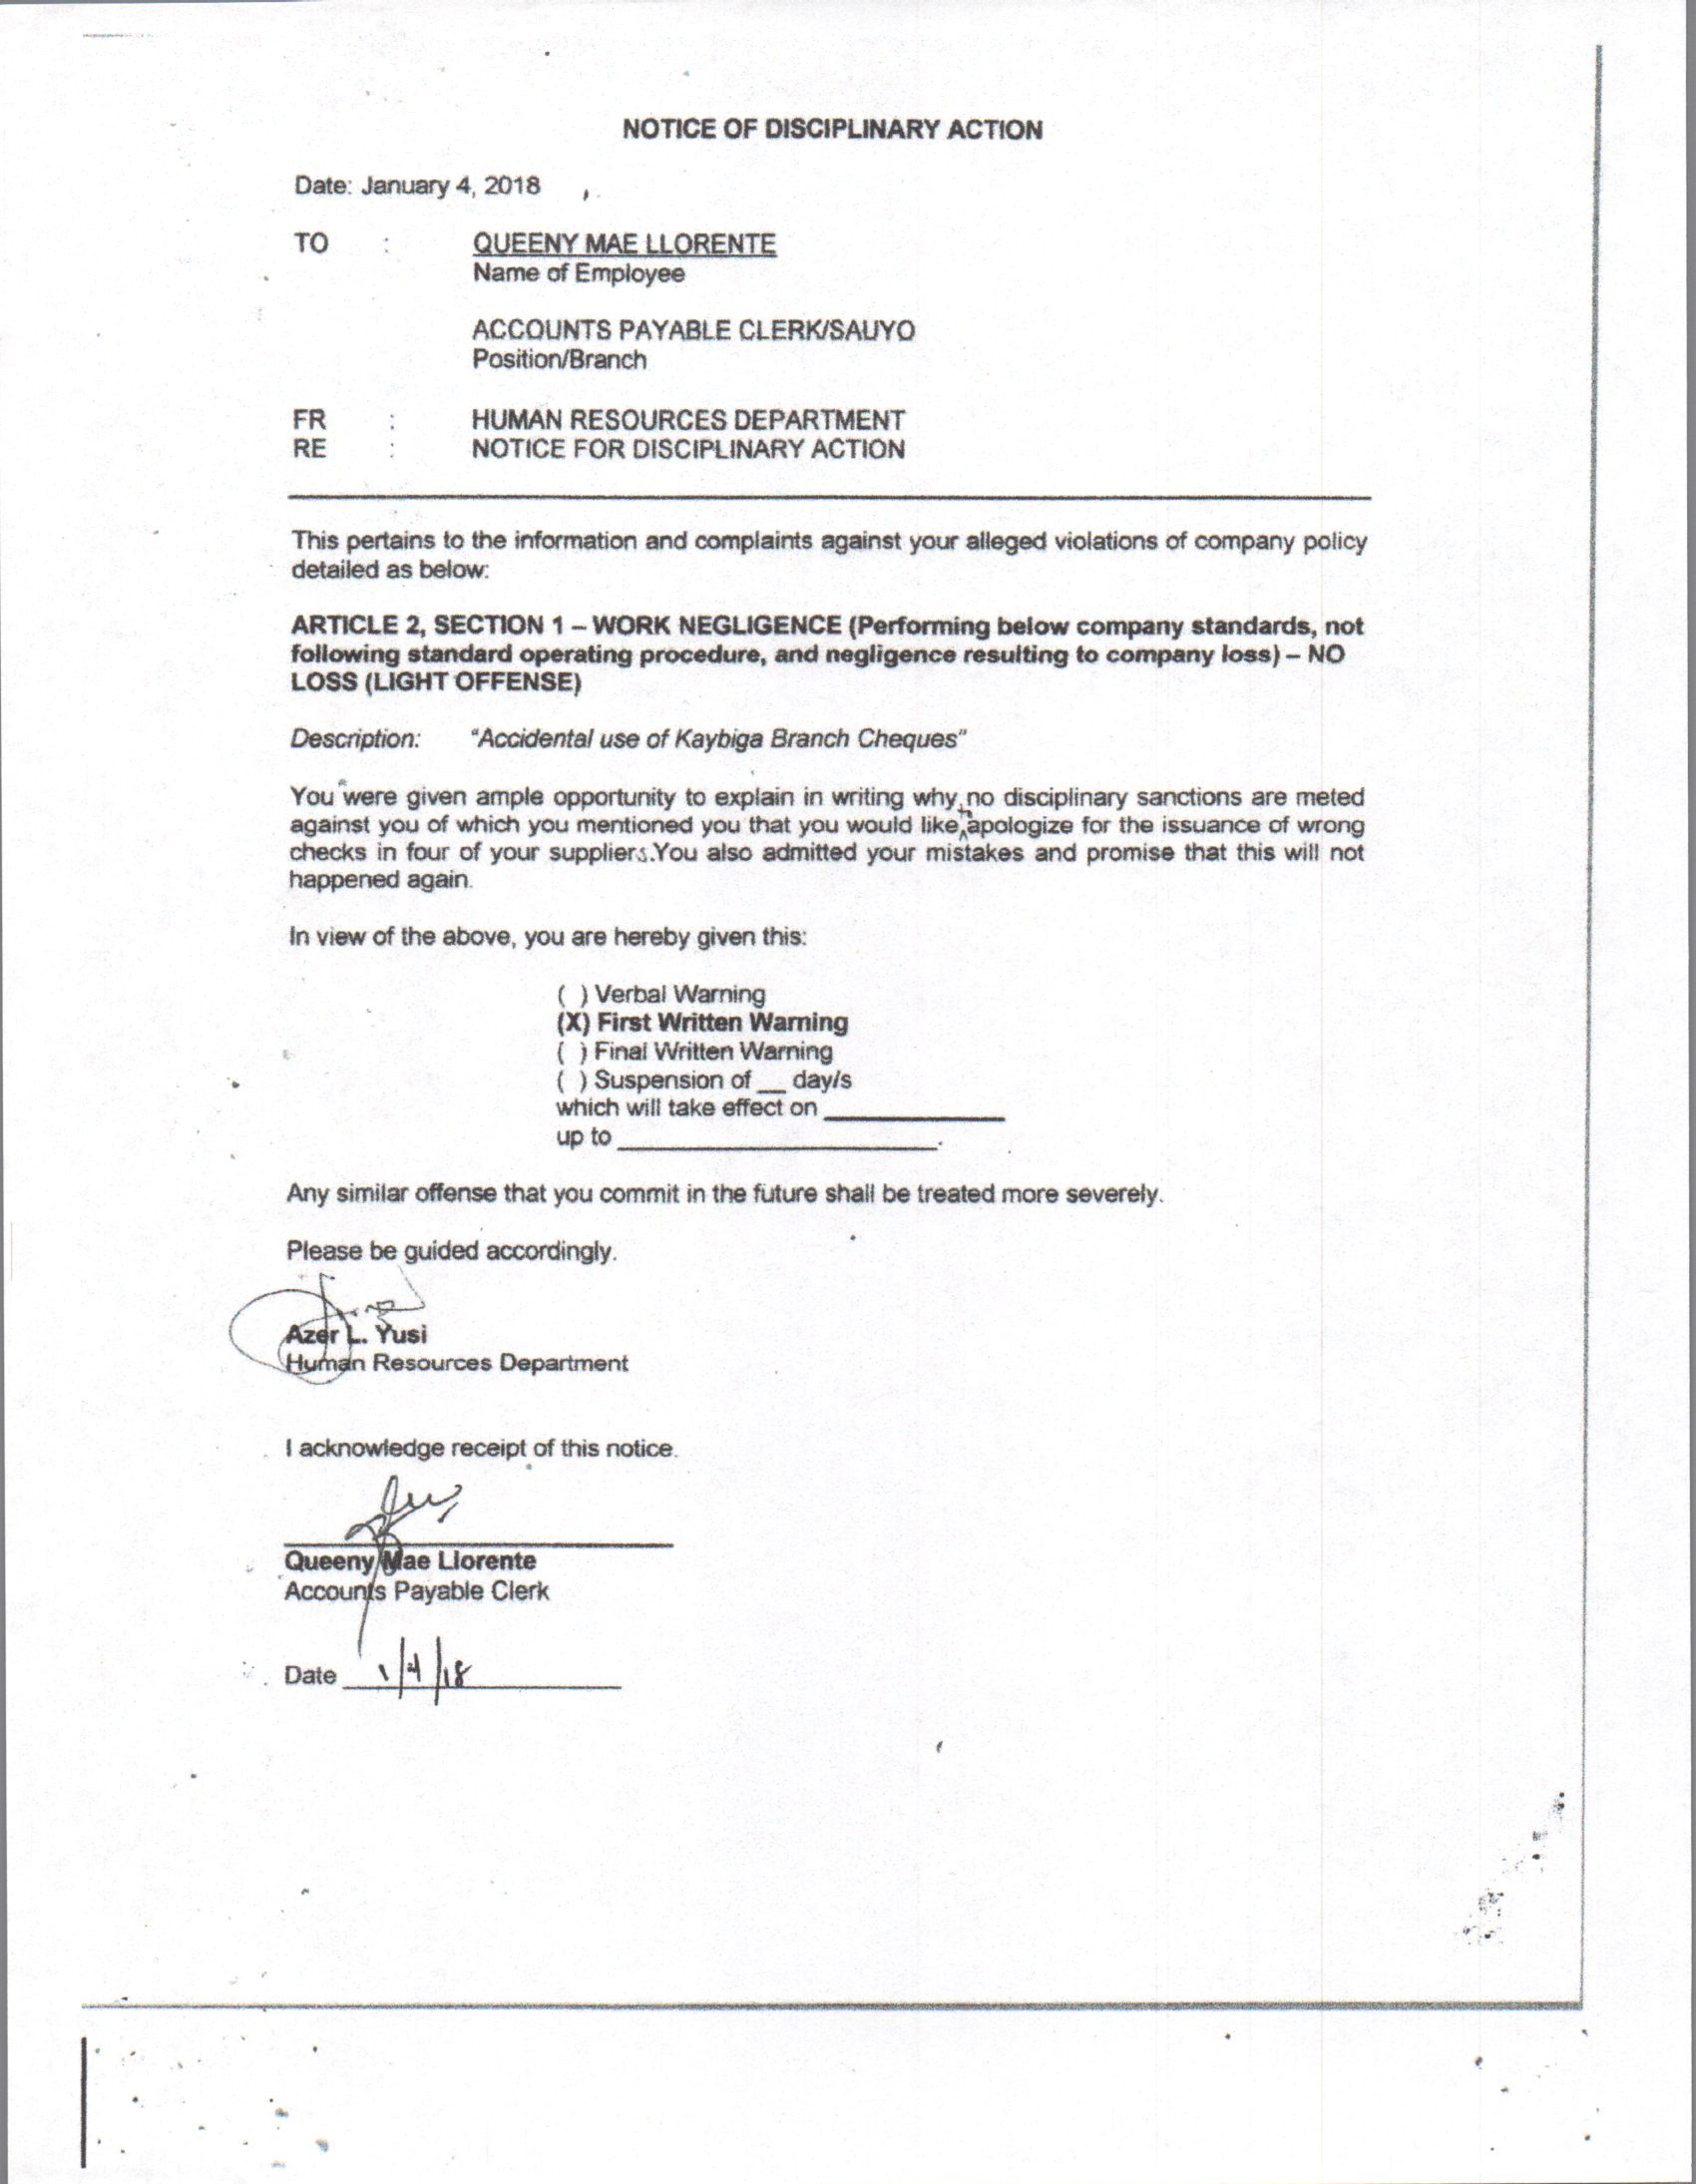 NOTICE OF DISCIPLINARY ACTION
Date: January 4, 2018
TO : QUEENY MAE LLORENTE
Name of Employee
ACCOUNTS PAYABLE CLERK/SAUYO
Position/Branch
FR : HUMAN RESOURCES DEPARTMENT
RE : NOTICE FOR DISCIPLINARY ACTION
This pertains to the information and complaints against your alleged violations of company policy
detailed as below:
ARTICLE 2, SECTION 1 – WORK NEGLIGENCE (Performing below company standards, not
following standard operating procedure, and negligence resulting to company loss) – NO
LOSS (LIGHT OFFENSE)
Description: "Accidental use of Kaybiga Branch Cheques"
You were given ample opportunity to explain in writing why no disciplinary sanctions are meted
against you of which you mentioned you that you would like apologize for the issuance of wrong
checks in four of your suppliers.You also admitted your mistakes and promise that this will not
happened again.
In view of the above, you are hereby given this:
( ) Verbal Warning
(X) First Written Warning
( ) Final Written Warning
( ) Suspension of __ day/s
which will take effect on ____________
up to ____________________.
Any similar offense that you commit in the future shall be treated more severely.
Please be guided accordingly.
Azer L. Yusi
Human Resources Department
I acknowledge receipt of this notice.
Queeny Mae Llorente
Accounts Payable Clerk
Date 1/4/18